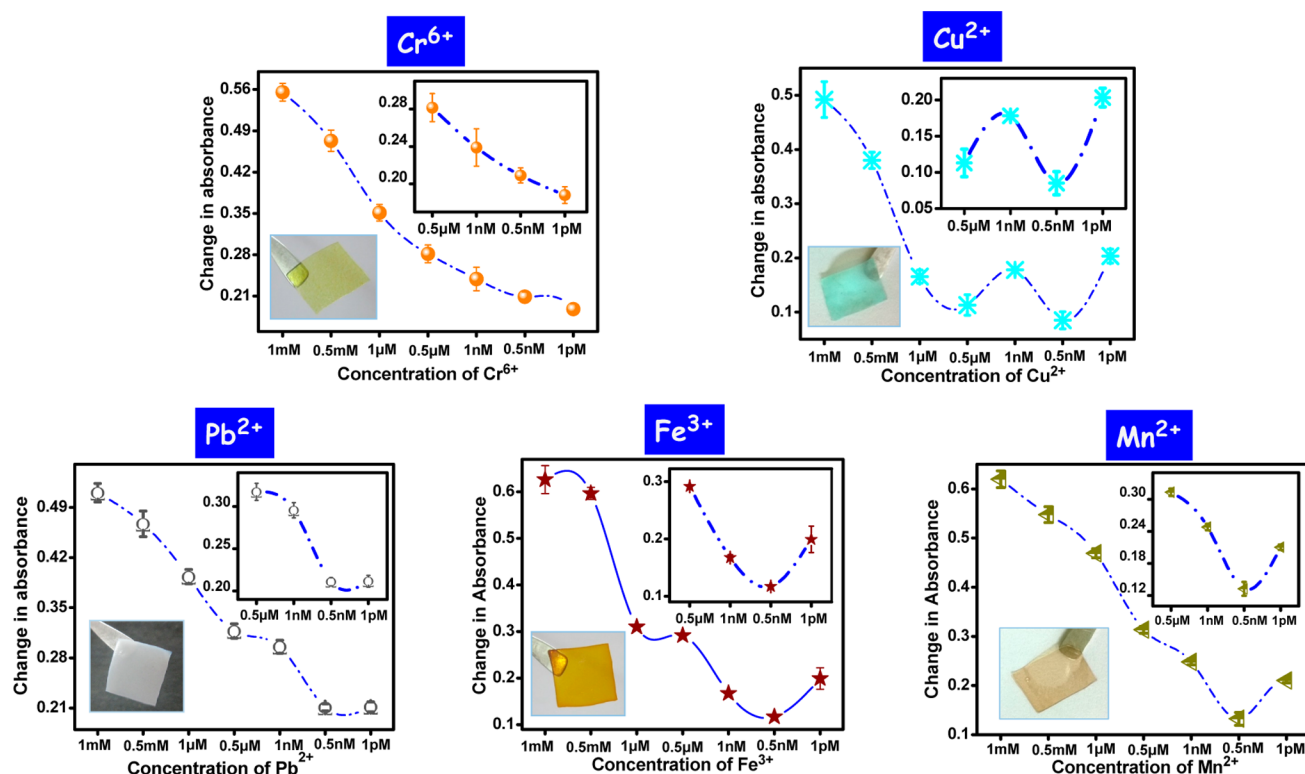 Cr6+
Change in absorbance
0.56
0.49
0.42
0.35
0.28
0.21
0.28
0.24
0.20
0.5µM 1nM 0.5nM 1pM
1mM 0.5mM 1µM 0.5µM 1nM 0.5nM 1pM
Concentration of Cr6+
Cu2+
Change in absorbance
0.5
0.4
0.3
0.2
0.1
0.20
0.15
0.10
0.05
0.5µM 1nM 0.5nM 1pM
1mM 0.5mM 1µM 0.5µM 1nM 0.5nM 1pM
Concentration of Cu2+
Pb2+
Change in absorbance
0.49
0.42
0.35
0.28
0.21
0.30
0.25
0.20
0.5µM 1nM 0.5nM 1pM
1mM 0.5mM 1µM 0.5µM 1nM 0.5nM 1pM
Concentration of Pb2+
Fe3+
Change in Absorbance
0.6
0.5
0.4
0.3
0.2
0.1
0.3
0.2
0.1
0.5µM 1nM 0.5nM 1pM
1mM 0.5mM 1µM 0.5µM 1nM 0.5nM 1pM
Concentration of Fe3+
Mn2+
Change in Absorbance
0.6
0.5
0.4
0.3
0.2
0.1
0.30
0.24
0.18
0.12
0.5µM 1nM 0.5nM 1pM
1mM 0.5mM 1µM 0.5µM 1nM 0.5nM 1pM
Concentration of Mn2+